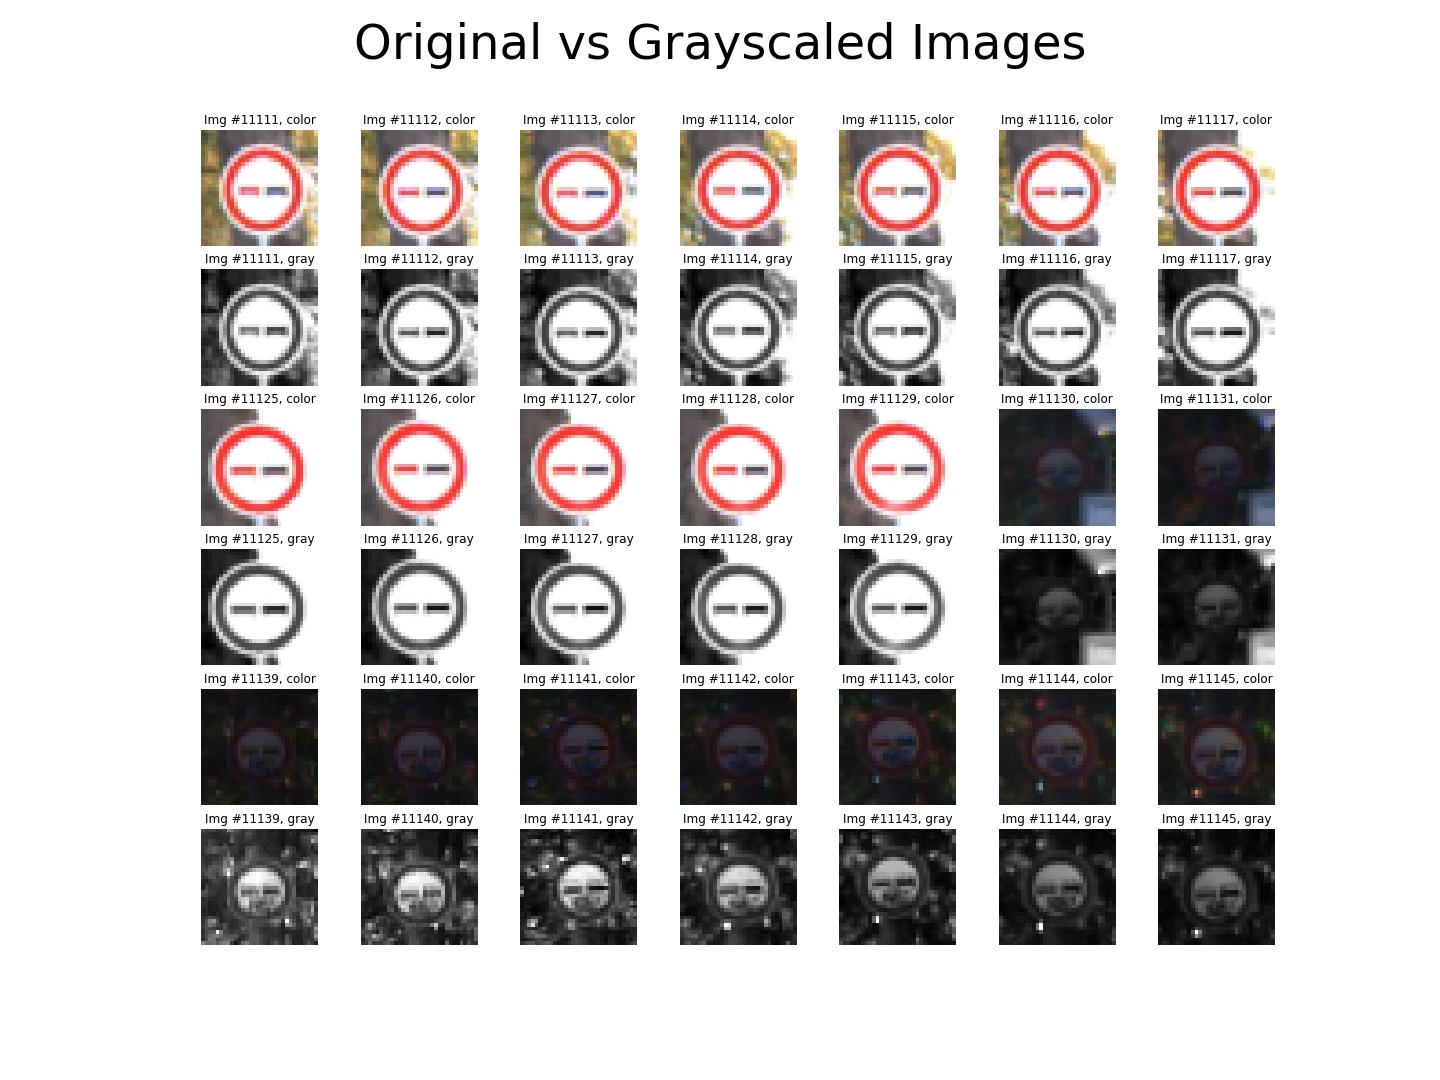 Original vs Grayscaled Images
Img #11111, color Img #11112, color Img #11113, color Img #11114, color Img #11115, color Img #11116, color Img #11117, color
Img #11111, gray Img #11112, gray Img #11113, gray Img #11114, gray Img #11115, gray Img #11116, gray Img #11117, gray
Img #11125, color Img #11126, color Img #11127, color Img #11128, color Img #11129, color Img #11130, color Img #11131, color
Img #11125, gray Img #11126, gray Img #11127, gray Img #11128, gray Img #11129, gray Img #11130, gray Img #11131, gray
Img #11139, color Img #11140, color Img #11141, color Img #11142, color Img #11143, color Img #11144, color Img #11145, color
Img #11139, gray Img #11140, gray Img #11141, gray Img #11142, gray Img #11143, gray Img #11144, gray Img #11145, gray